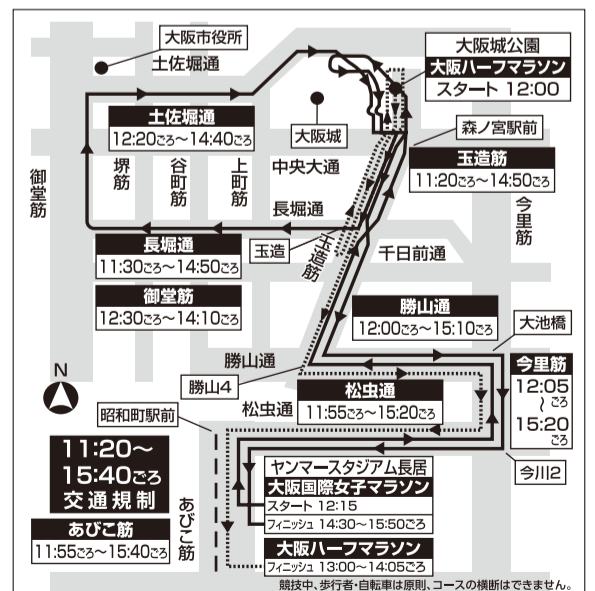 大阪市役所
土佐堀通
大阪城公園
大阪ハーフマラソン
スタート 12:00
土佐堀通
12:20ごろ〜14:40ごろ
大阪城
森ノ宮駅前
玉造筋
11:20ごろ〜14:50ごろ
御堂筋
堺筋
谷町筋
上町筋
中央大通
今里筋
長堀通
玉造
玉造筋
千日前通
長堀通
11:30ごろ〜14:50ごろ
御堂筋
12:30ごろ〜14:10ごろ
勝山通
12:00ごろ〜15:10ごろ
大池橋
勝山通
今里筋
12:05ごろ
〜
15:20ごろ
N
勝山4
松虫通
11:55ごろ〜15:20ごろ
昭和町駅前
松虫通
11:20〜
15:40ごろ
交通規制
今川2
ヤンマースタジアム長居
大阪国際女子マラソン
スタート 12:15
フィニッシュ 14:30〜15:50ごろ
あびこ筋
あびこ筋
11:55ごろ〜15:40ごろ
大阪ハーフマラソン
フィニッシュ 13:00〜14:05ごろ
競技中、歩行者・自転車は原則、コースの横断はできません。